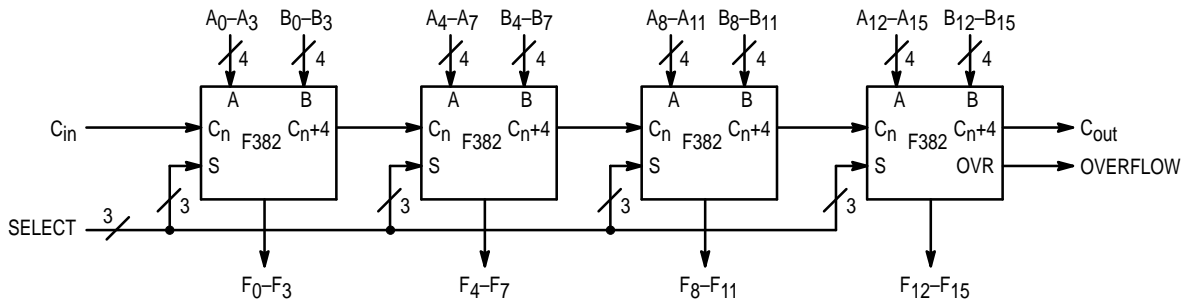 A0–A3 B0–B3 A4–A7 B4–B7 A8–A11 B8–B11 A12–A15 B12–B15
4 4 4 4 4 4 4 4
A B A B A B A B
Cin Cn F382 Cn+4 Cn F382 Cn+4 Cn F382 Cn+4 Cn F382 Cn+4 Cout
S S S S OVR OVERFLOW
3 3 3 3
SELECT 3
F0–F3 F4–F7 F8–F11 F12–F15